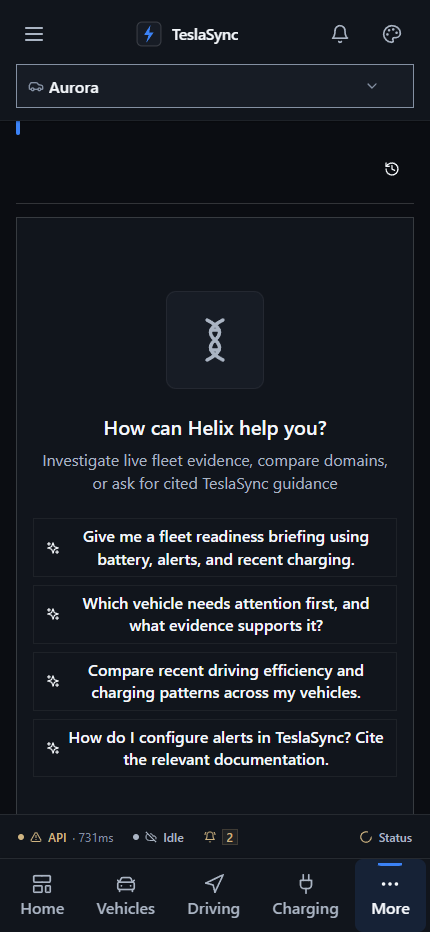 TeslaSync
Aurora
How can Helix help you?
Investigate live fleet evidence, compare domains,
or ask for cited TeslaSync guidance
Give me a fleet readiness briefing using
battery, alerts, and recent charging.
Which vehicle needs attention first, and
what evidence supports it?
Compare recent driving efficiency and
charging patterns across my vehicles.
How do I configure alerts in TeslaSync? Cite
the relevant documentation.
API · 731ms Idle 2 Status
Home Vehicles Driving Charging More